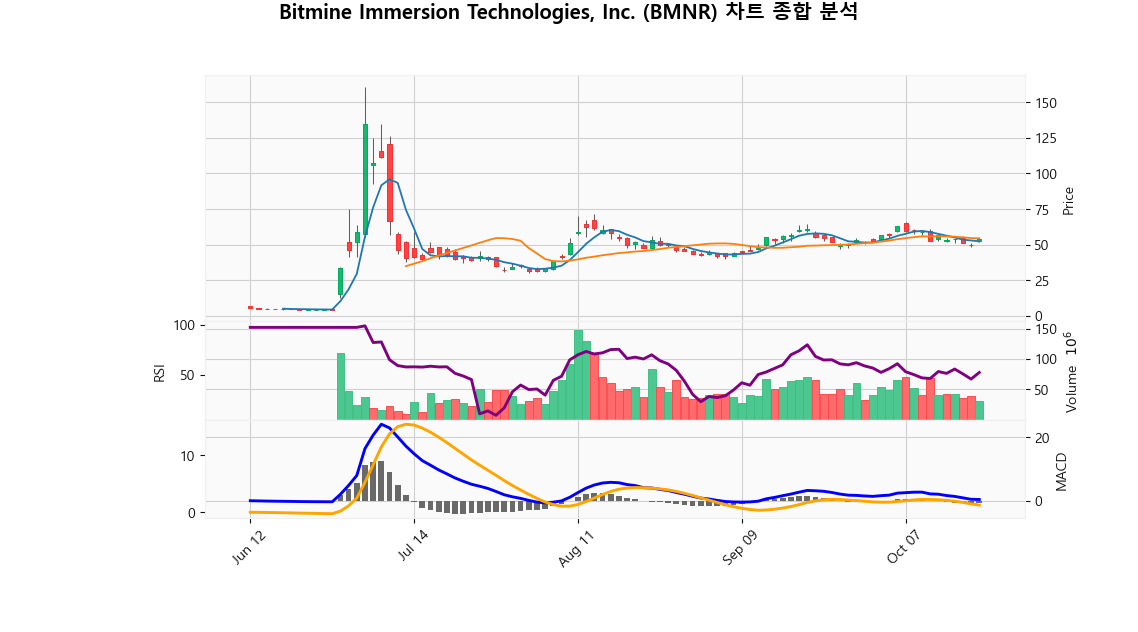 Bitmine Immersion Technologies, Inc. (BMNR) 차트 종합 분석
150
125
100
75
50
25
0
Price
100
50
RSI
150
100
50
Volume 10^6
10
0
20
0
MACD
Jun 12
Jul 14
Aug 11
Sep 09
Oct 07